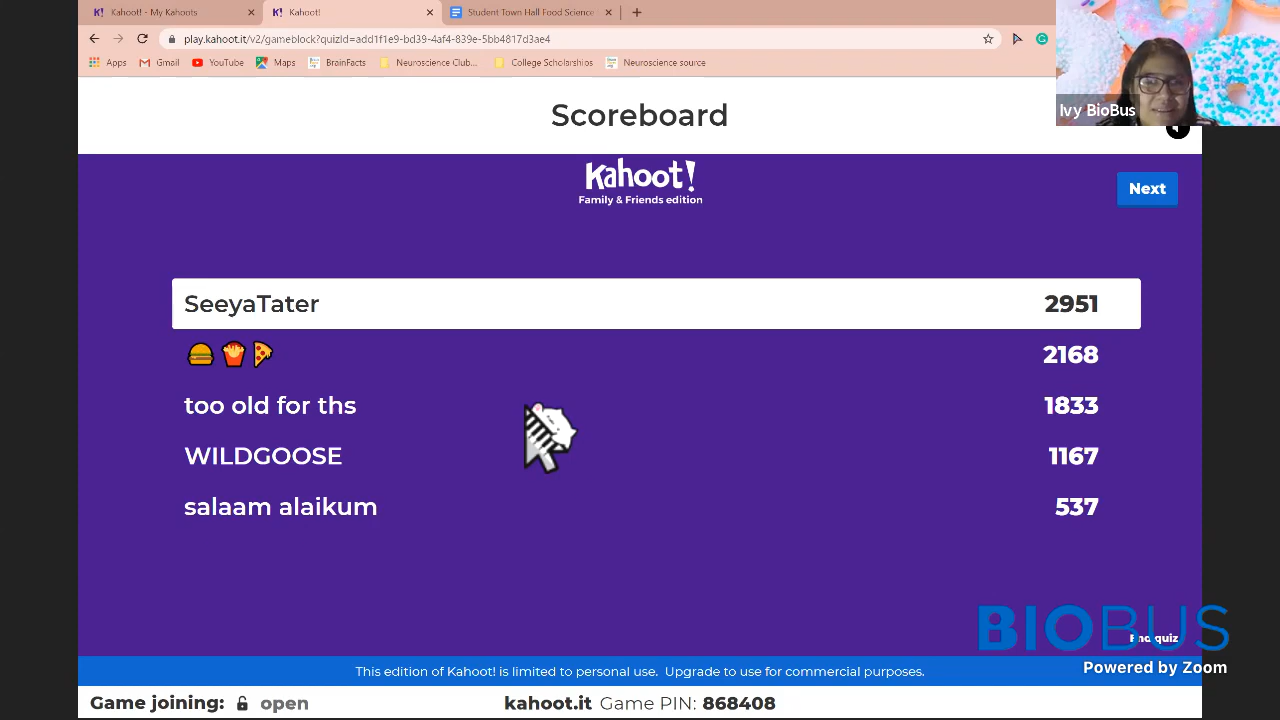 Kahoot! - My Kahoots
Kahoot!
Student Town Hall Food Science
play.kahoot.it/v2/gameblock?quizId=add1f1e9-bd39-4af4-839e-5bb4817d3ae4
Apps
Gmail
YouTube
Maps
BrainFacts
Neuroscience Club...
College Scholarships
Neuroscience source
Ivy BioBus
Scoreboard
Kahoot!
Family & Friends edition
Next
SeeyaTater 2951
2168
too old for ths 1833
WILDGOOSE 1167
salaam alaikum 537
BIOBUS
End quiz
Powered by Zoom
This edition of Kahoot! is limited to personal use. Upgrade to use for commercial purposes.
Game joining: open
kahoot.it Game PIN: 868408